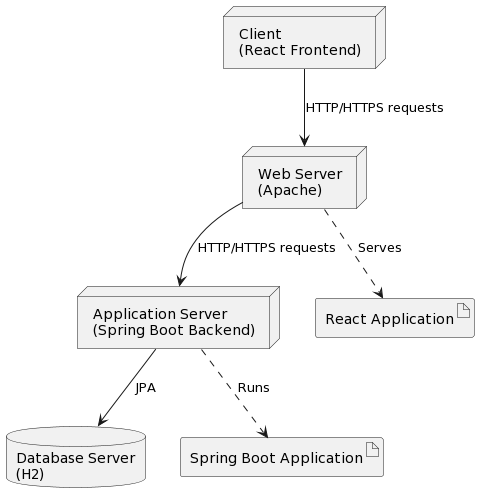 Client
(React Frontend)
HTTP/HTTPS requests
Web Server
(Apache)
HTTP/HTTPS requests
Serves
Application Server
(Spring Boot Backend)
React Application
JPA
Runs
Database Server
(H2)
Spring Boot Application